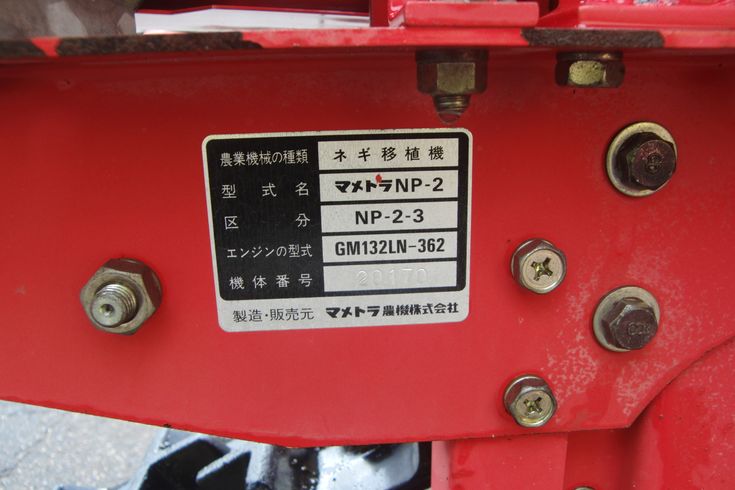 農業機械の種類 ネギ移植機
型式名 マメトラNP-2
区分 NP-2-3
エンジンの型式 GM132LN-362
機体番号 20170
製造・販売元 マメトラ農機株式会社